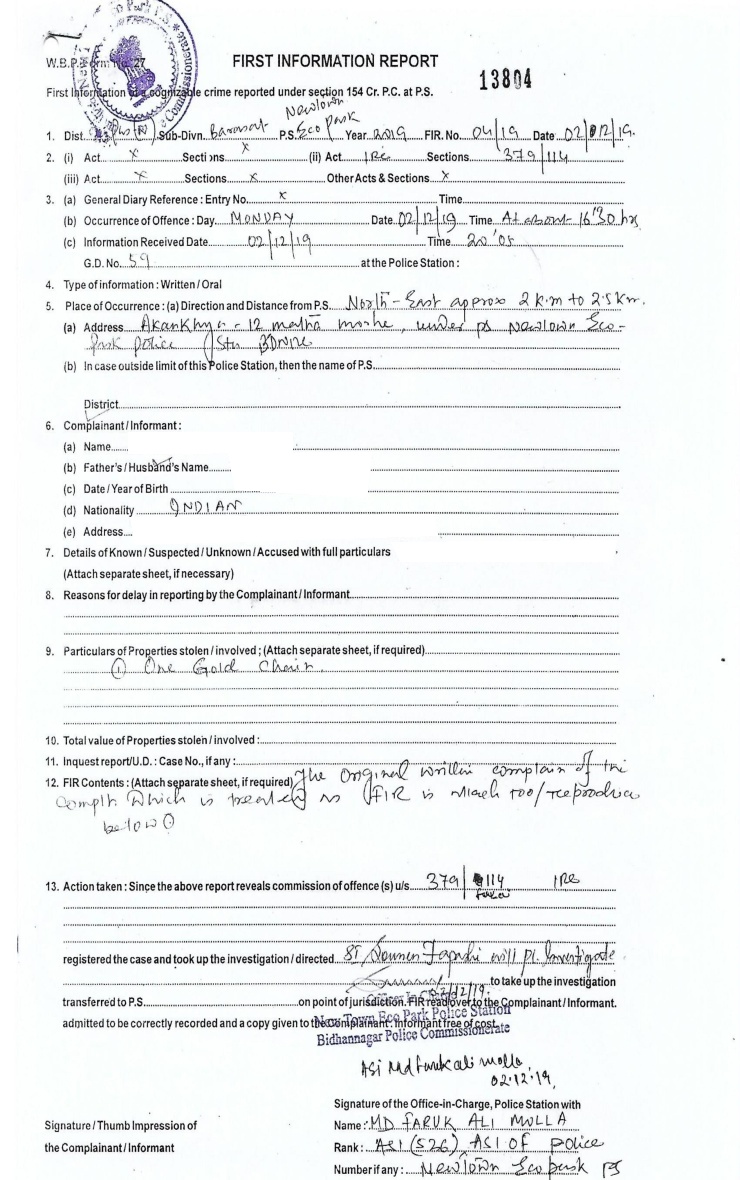 Eco Park P.S.
Commissionerate
W.B.P. Form No. 27
FIRST INFORMATION REPORT
13804
First Information of a cognizable crime reported under section 154 Cr. P.C. at P.S.
Newtown
1. Dist. Sub-Divn. Barasat P.S. Eco park Year 2019 FIR. No. 04/19 Date 02/12/19.
2. (i) Act x Secti ns x (ii) Act IPC Sections 379/114
(iii) Act x Sections x Other Acts & Sections x
3. (a) General Diary Reference : Entry No. x Time
(b) Occurrence of Offence : Day. MONDAY Date 02/12/19 Time At about 16'30 hrs
(c) Information Received Date 02/12/19 Time 20'05
G.D. No. 59 at the Police Station :
4. Type of information : Written / Oral
5. Place of Occurrence : (a) Direction and Distance from P.S. North-East approx 2 k.m to 2.5 km.
(a) Address Akankhya - 12 matha more, under ps Newtown Eco-
park police Stn
(b) In case outside limit of this Police Station, then the name of P.S.
District
6. Complainant / Informant :
(a) Name
(b) Father's / Husband's Name
(c) Date / Year of Birth
(d) Nationality INDIAN
(e) Address
7. Details of Known / Suspected / Unknown / Accused with full particulars
(Attach separate sheet, if necessary)
8. Reasons for delay in reporting by the Complainant / Informant
9. Particulars of Properties stolen / involved ; (Attach separate sheet, if required)
① One Gold Chain.
10. Total value of Properties stolen / involved :
11. Inquest report/U.D. : Case No., if any :
12. FIR Contents : (Attach separate sheet, if required) The Original written complain of the
Complt which is treated as FIR is
below
13. Action taken : Since the above report reveals commission of offence (s) u/s. 379/114 IPC
registered the case and took up the investigation / directed SI Soumen will pl. Investigate
to take up the investigation
02/12/19.
transferred to P.S. on point of jurisdiction. FIR read over to the Complainant / Informant.
admitted to be correctly recorded and a copy given to the complainant. Informant free of cost.
New Town Eco Park Police Station
Bidhannagar Police Commissionerate
ASI Md Faruk ali molla
02.12.19.
Signature of the Office-in-Charge, Police Station with
Signature / Thumb Impression of
the Complainant / Informant
Name : MD FARUK ALI MOLLA
Rank : ASI (526), ASI OF police
Number if any : Newtown Eco park PS